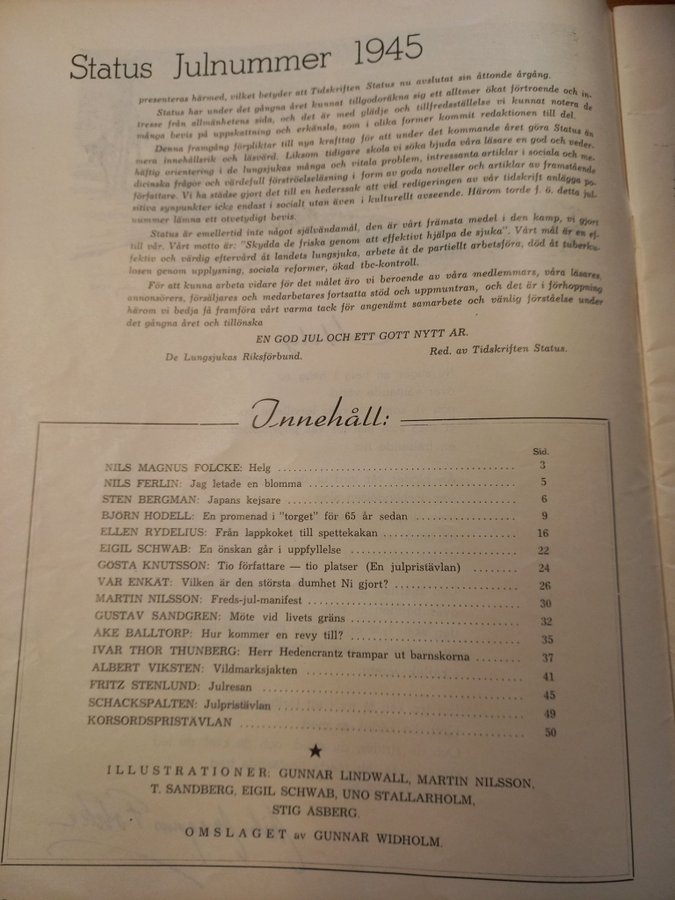 Status Julnummer 1945
presenteras härmed, vilket betyder att Tidskriften Status nu avslutat sin åttonde årgång.
Status har under det gångna året kunnat tillgodoräkna sig ett alltmer ökat förtroende och in-
tresse från allmänhetens sida, och det är med glädje och tillfredsställelse vi kunnat notera de
många bevis på uppskattning och erkänsla, som i olika former kommit redaktionen till del.
Denna framgång förpliktar till nya krafttag för att under det kommande året göra Status än
mera innehållsrik och läsvärd. Liksom tidigare skola vi söka bjuda våra läsare en god och veder-
häftig orientering i de lungsjukas många och vitala problem, intressanta artiklar i sociala och me-
dicinska frågor och värdefull förströelseläsning i form av goda noveller och artiklar av framstående
författare. Vi ha städse gjort det till en hederssak att vid redigeringen av vår tidskrift anlägga po-
sitiva synpunkter icke endast i socialt utan även i kulturellt avseende. Härom torde f. ö. detta jul-
nummer lämna ett otvetydigt bevis.
Status är emellertid inte något självändamål, den är vårt främsta medel i den kamp, vi gjort
till vår. Vårt motto är: "Skydda de friska genom att effektivt hjälpa de sjuka". Vårt mål är en ef-
fektiv och värdig eftervård åt landets lungsjuka, arbete åt de partiellt arbetsföra, död åt tuberku-
losen genom upplysning, sociala reformer, ökad tbc-kontroll.
För att kunna arbeta vidare för det målet äro vi beroende av våra medlemmars, våra läsares,
annonsörers, försäljares och medarbetares fortsatta stöd och uppmuntran, och det är i förhoppning
härom vi bedja få framföra vårt varma tack för angenämt samarbete och vänlig förståelse under
det gångna året och tillönska
EN GOD JUL OCH ETT GOTT NYTT ÅR.
De Lungsjukas Riksförbund. Red. av Tidskriften Status.
Innehåll:
Sid.
NILS MAGNUS FOLCKE: Helg 3
NILS FERLIN: Jag letade en blomma 5
STEN BERGMAN: Japans kejsare 6
BJÖRN HODELL: En promenad i "torget" för 65 år sedan 9
ELLEN RYDELIUS: Från lappkoket till spettekakan 16
EIGIL SCHWAB: En önskan går i uppfyllelse 22
GÖSTA KNUTSSON: Tio författare — tio platser (En julpristävlan) 24
VÅR ENKÄT: Vilken är den största dumhet Ni gjort? 26
MARTIN NILSSON: Freds-jul-manifest 30
GUSTAV SANDGREN: Möte vid livets gräns 32
ÅKE BALLTORP: Hur kommer en revy till? 35
IVAR THOR THUNBERG: Herr Hedencrantz trampar ut barnskorna 37
ALBERT VIKSTEN: Vildmarksjakten 41
FRITZ STENLUND: Julresan 45
SCHACKSPALTEN: Julpristävlan 49
KORSORDSPRISTÄVLAN 50
ILLUSTRATIONER: GUNNAR LINDWALL, MARTIN NILSSON,
T. SANDBERG, EIGIL SCHWAB, UNO STALLARHOLM,
STIG ÅSBERG.
OMSLAGET av GUNNAR WIDHOLM.